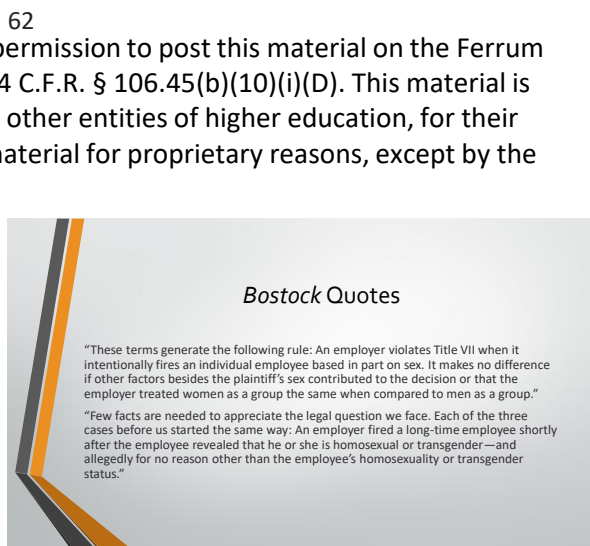 62
permission to post this material on the Ferrum
4 C.F.R. § 106.45(b)(10)(i)(D). This material is
other entities of higher education, for their
material for proprietary reasons, except by the
Bostock Quotes
“These terms generate the following rule: An employer violates Title VII when it
intentionally fires an individual employee based in part on sex. It makes no difference
if other factors besides the plaintiff’s sex contributed to the decision or that the
employer treated women as a group the same when compared to men as a group.”
“Few facts are needed to appreciate the legal question we face. Each of the three
cases before us started the same way: An employer fired a long-time employee shortly
after the employee revealed that he or she is homosexual or transgender—and
allegedly for no reason other than the employee’s homosexuality or transgender
status.”